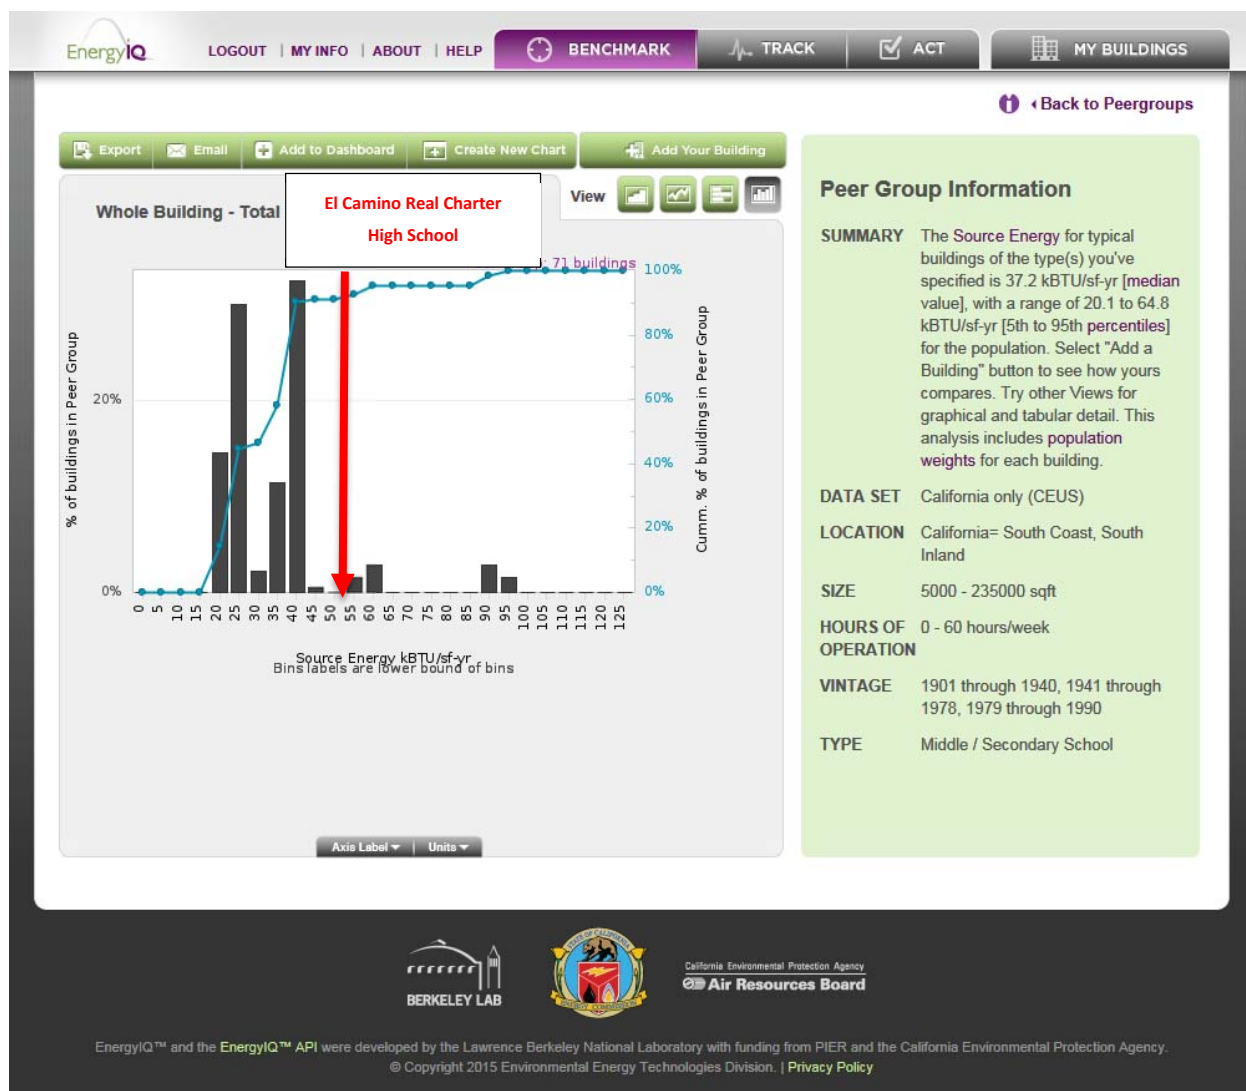 EnergyIQ
LOGOUT | MY INFO | ABOUT | HELP
BENCHMARK
TRACK
ACT
MY BUILDINGS
Back to Peergroups
Export
Email
Add to Dashboard
Create New Chart
Add Your Building
Whole Building - Total
El Camino Real Charter
High School
View
71 buildings
% of buildings in Peer Group
20%
0%
100%
80%
60%
40%
20%
0%
Cumm. % of buildings in Peer Group
0 5 10 15 20 25 30 35 40 45 50 55 60 65 70 75 80 85 90 95 100 105 110 115 120 125
Source Energy kBTU/sf-yr
Bins labels are lower bound of bins
Axis Label | Units
Peer Group Information
SUMMARY The Source Energy for typical
buildings of the type(s) you've
specified is 37.2 kBTU/sf-yr [median
value], with a range of 20.1 to 64.8
kBTU/sf-yr [5th to 95th percentiles]
for the population. Select "Add a
Building" button to see how yours
compares. Try other Views for
graphical and tabular detail. This
analysis includes population
weights for each building.
DATA SET California only (CEUS)
LOCATION California= South Coast, South
Inland
SIZE 5000 - 235000 sqft
HOURS OF 0 - 60 hours/week
OPERATION
VINTAGE 1901 through 1940, 1941 through
1978, 1979 through 1990
TYPE Middle / Secondary School
BERKELEY LAB
STATE OF CALIFORNIA
ENERGY COMMISSION
California Environmental Protection Agency
Air Resources Board
EnergyIQ™ and the EnergyIQ™ API were developed by the Lawrence Berkeley National Laboratory with funding from PIER and the California Environmental Protection Agency.
© Copyright 2015 Environmental Energy Technologies Division. | Privacy Policy